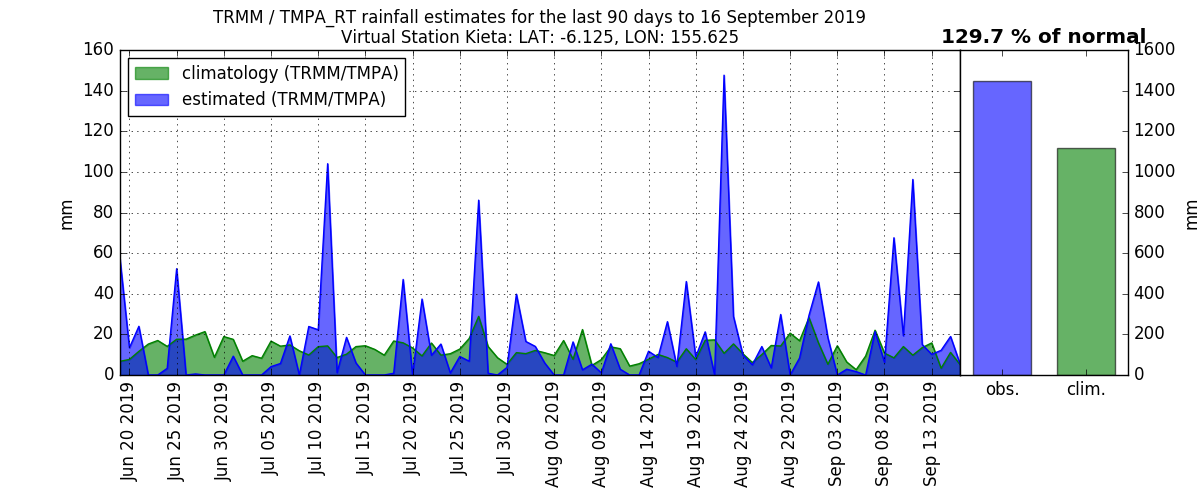 TRMM / TMPA_RT rainfall estimates for the last 90 days to 16 September 2019
Virtual Station Kieta: LAT: -6.125, LON: 155.625
129.7 % of normal
climatology (TRMM/TMPA)
estimated (TRMM/TMPA)
160
140
120
100
80
60
40
20
0
mm
1600
1400
1200
1000
800
600
400
200
0
mm
Jun 20 2019
Jun 25 2019
Jun 30 2019
Jul 05 2019
Jul 10 2019
Jul 15 2019
Jul 20 2019
Jul 25 2019
Jul 30 2019
Aug 04 2019
Aug 09 2019
Aug 14 2019
Aug 19 2019
Aug 24 2019
Aug 29 2019
Sep 03 2019
Sep 08 2019
Sep 13 2019
obs.
clim.